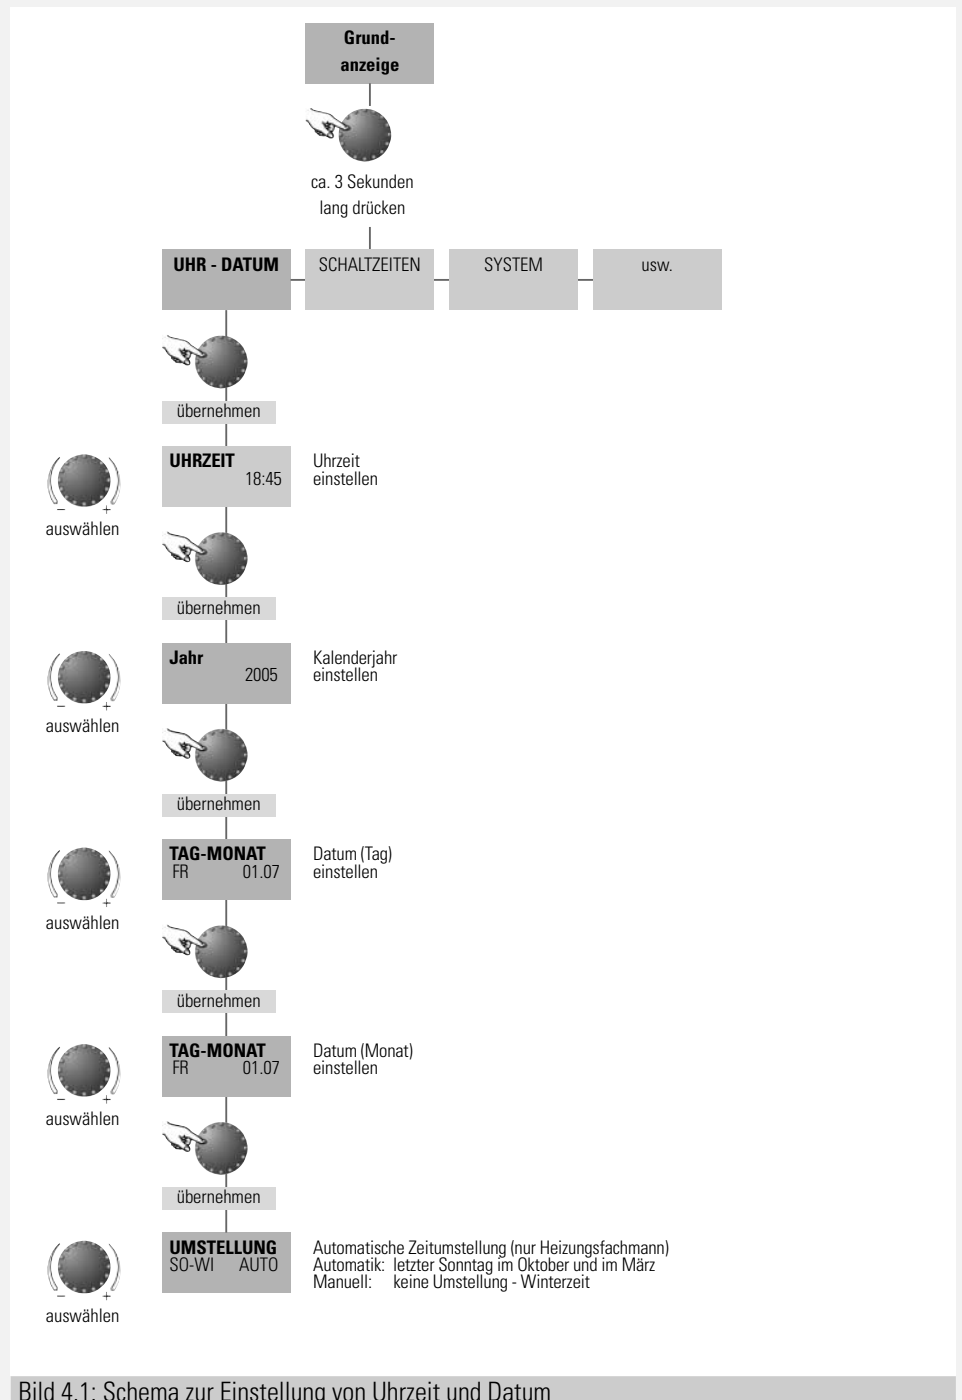 Grund-
anzeige
ca. 3 Sekunden
lang drücken
UHR - DATUM
SCHALTZEITEN
SYSTEM
usw.
übernehmen
UHRZEIT
18:45
Uhrzeit
einstellen
– +
auswählen
übernehmen
Jahr
2005
Kalenderjahr
einstellen
– +
auswählen
übernehmen
TAG-MONAT
FR 01.07
Datum (Tag)
einstellen
– +
auswählen
übernehmen
TAG-MONAT
FR 01.07
Datum (Monat)
einstellen
– +
auswählen
übernehmen
UMSTELLUNG
SO-WI AUTO
Automatische Zeitumstellung (nur Heizungsfachmann)
Automatik: letzter Sonntag im Oktober und im März
Manuell: keine Umstellung - Winterzeit
– +
auswählen
Bild 4.1: Schema zur Einstellung von Uhrzeit und Datum